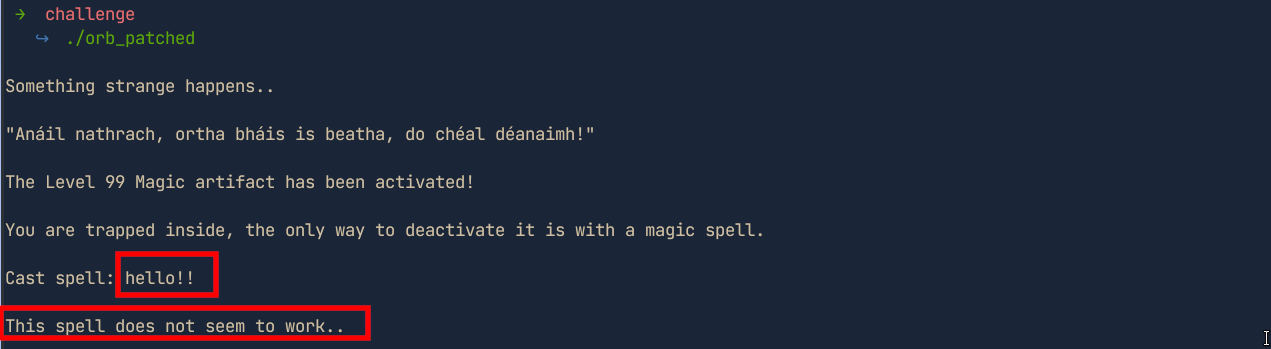 → challenge
↪ ./orb_patched
Something strange happens..
"Anáil nathrach, ortha bháis is beatha, do chéal déanaimh!"
The Level 99 Magic artifact has been activated!
You are trapped inside, the only way to deactivate it is with a magic spell.
Cast spell: hello!!
This spell does not seem to work..